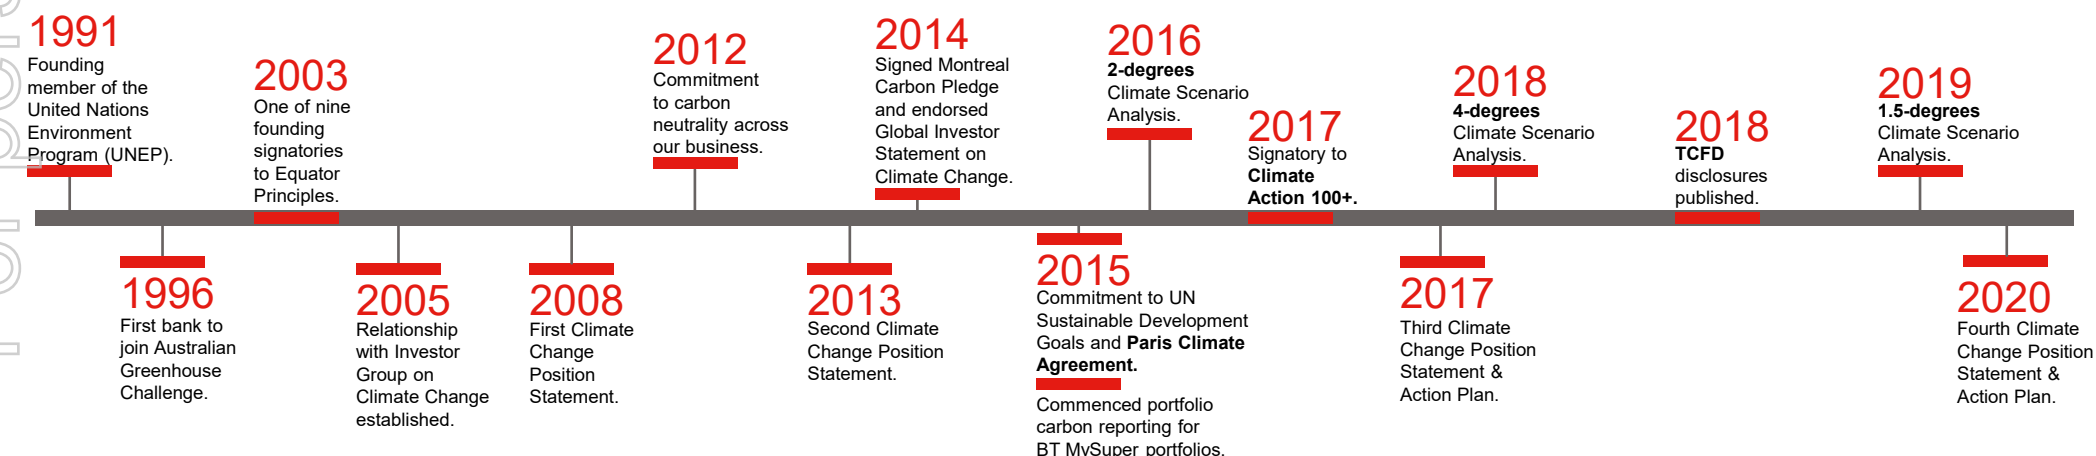 1991
Founding
member of the
United Nations
Environment
Program (UNEP).
2003
One of nine
founding
signatories
to Equator
Principles.
2012
Commitment
to carbon
neutrality across
our business.
2014
Signed Montreal
Carbon Pledge
and endorsed
Global Investor
Statement on
Climate Change.
2016
2-degrees
Climate Scenario
Analysis.
2017
Signatory to
Climate
Action 100+.
2018
4-degrees
Climate Scenario
Analysis.
2018
TCFD
disclosures
published.
2019
1.5-degrees
Climate Scenario
Analysis.
1996
First bank to
join Australian
Greenhouse
Challenge.
2005
Relationship
with Investor
Group on
Climate Change
established.
2008
First Climate
Change
Position
Statement.
2013
Second Climate
Change Position
Statement.
2015
Commitment to UN
Sustainable Development
Goals and Paris Climate
Agreement.
Commenced portfolio
carbon reporting for
BT MySuper portfolios.
2017
Third Climate
Change Position
Statement &
Action Plan.
2020
Fourth Climate
Change Position
Statement &
Action Plan.